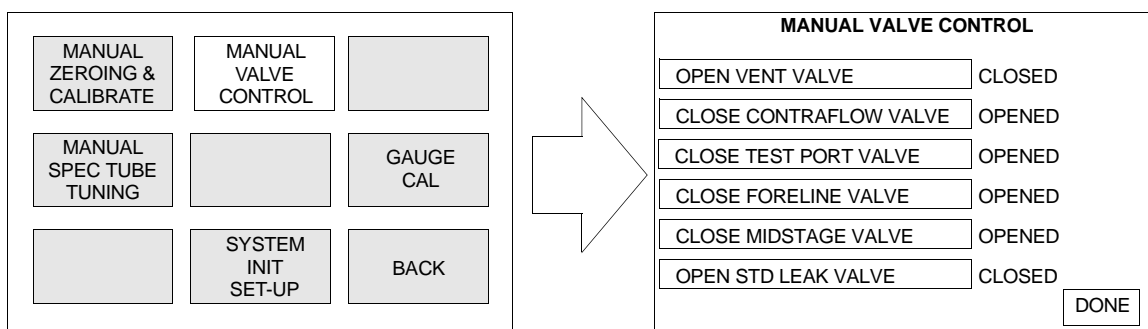 MANUAL
ZEROING &
CALIBRATE
MANUAL
VALVE
CONTROL
MANUAL
SPEC TUBE
TUNING
GAUGE
CAL
SYSTEM
INIT
SET-UP
BACK
MANUAL VALVE CONTROL
OPEN VENT VALVE CLOSED
CLOSE CONTRAFLOW VALVE OPENED
CLOSE TEST PORT VALVE OPENED
CLOSE FORELINE VALVE OPENED
CLOSE MIDSTAGE VALVE OPENED
OPEN STD LEAK VALVE CLOSED
DONE